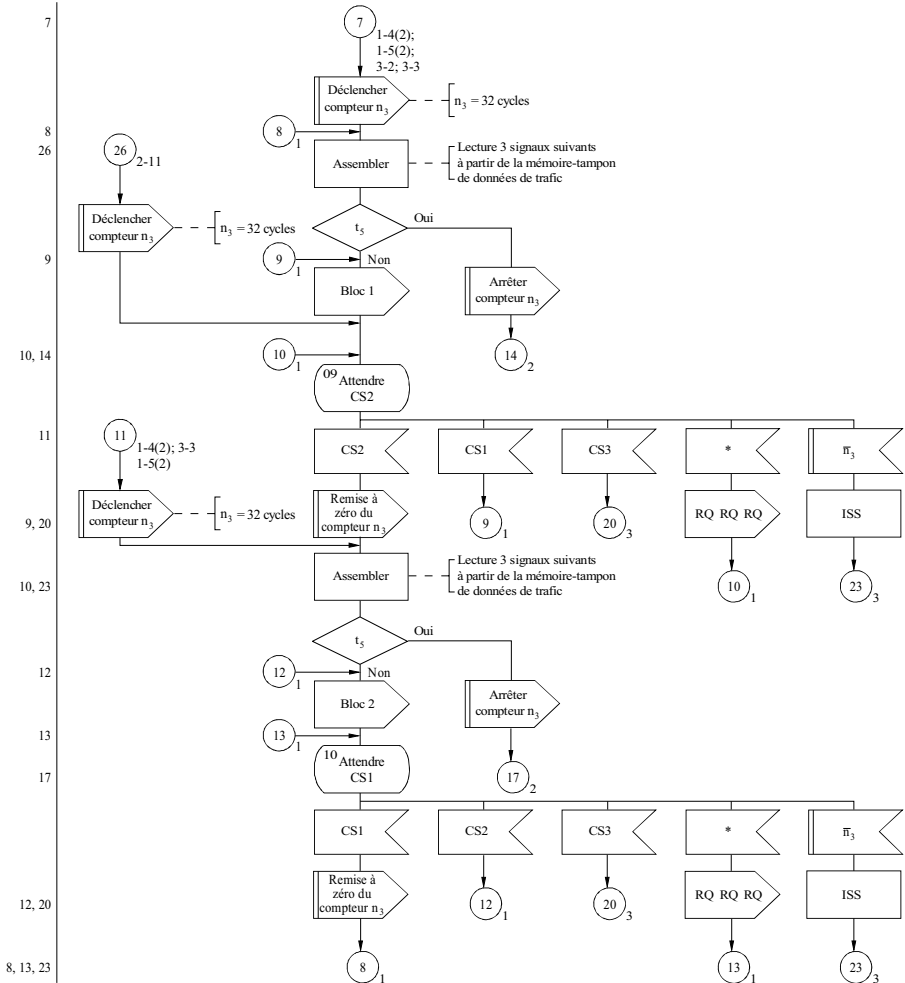 7
7
1-4(2);
1-5(2);
3-2; 3-3
Déclencher
compteur n3
n3 = 32 cycles
8
8
1
26
26
2-11
Assembler
Lecture 3 signaux suivants
à partir de la mémoire-tampon
de données de trafic
Déclencher
compteur n3
n3 = 32 cycles
t5
Oui
Non
9
9
1
Bloc 1
Arrêter
compteur n3
10, 14
10
1
14
2
09
Attendre
CS2
11
11
1-4(2); 3-3
1-5(2)
CS2
CS1
CS3
*
n̅3
Déclencher
compteur n3
n3 = 32 cycles
9, 20
Remise à
zéro du
compteur n3
9
1
20
3
RQ RQ RQ
ISS
10, 23
Assembler
Lecture 3 signaux suivants
à partir de la mémoire-tampon
de données de trafic
10
1
23
3
t5
Oui
Non
12
12
1
Bloc 2
Arrêter
compteur n3
13
13
1
10
Attendre
CS1
17
17
2
CS1
CS2
CS3
*
n̅3
12, 20
Remise à
zéro du
compteur n3
12
1
20
3
RQ RQ RQ
ISS
8, 13, 23
8
1
13
1
23
3